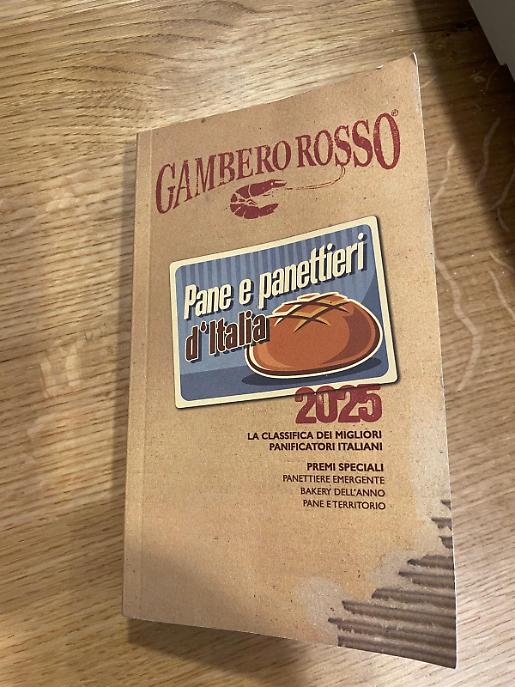 GAMBERO ROSSO®
Pane e panettieri
d'Italia
2025
LA CLASSIFICA DEI MIGLIORI
PANIFICATORI ITALIANI
PREMI SPECIALI
PANETTIERE EMERGENTE
BAKERY DELL'ANNO
PANE E TERRITORIO